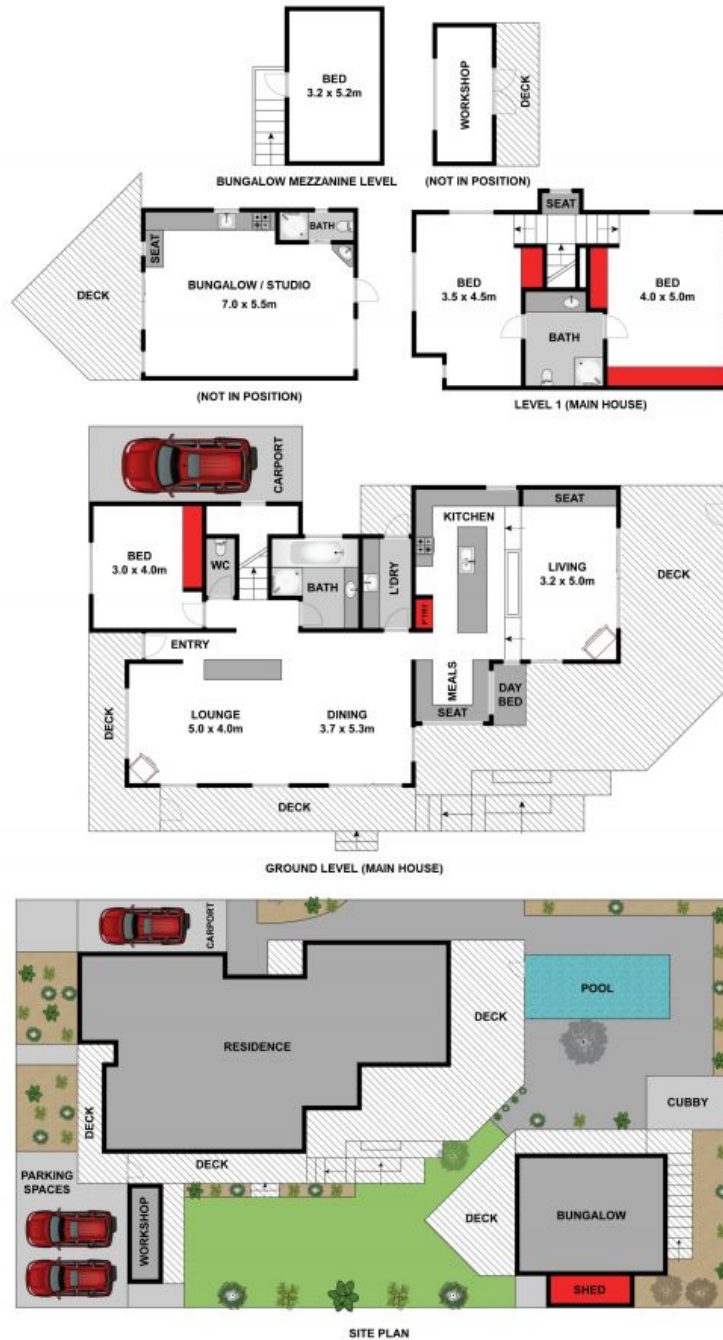 BED
3.2 x 5.2m
WORKSHOP
DECK
BUNGALOW MEZZANINE LEVEL
(NOT IN POSITION)
SEAT
BATH
SEAT
DECK
BUNGALOW / STUDIO
7.0 x 5.5m
BED
3.5 x 4.5m
BED
4.0 x 5.0m
BATH
(NOT IN POSITION)
LEVEL 1 (MAIN HOUSE)
CARPORT
KITCHEN
SEAT
BED
3.0 x 4.0m
WC
BATH
L'DRY
LIVING
3.2 x 5.0m
DECK
P'TRY
ENTRY
MEALS
DAY
BED
SEAT
DECK
LOUNGE
5.0 x 4.0m
DINING
3.7 x 5.3m
DECK
GROUND LEVEL (MAIN HOUSE)
CARPORT
POOL
DECK
RESIDENCE
CUBBY
DECK
DECK
PARKING
SPACES
WORKSHOP
DECK
BUNGALOW
SHED
SITE PLAN